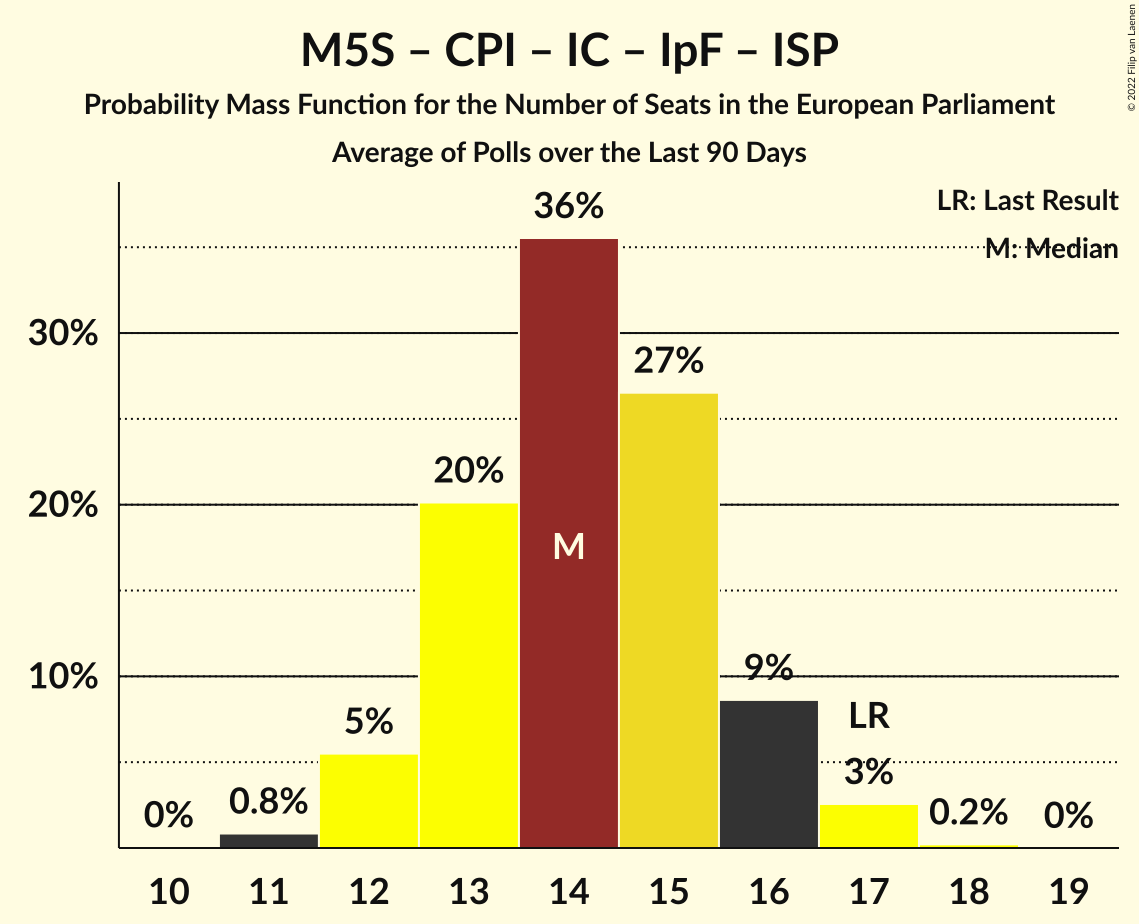 M5S – CPI – IC – IpF – ISP
Probability Mass Function for the Number of Seats in the European Parliament
Average of Polls over the Last 90 Days
© 2022 Filip van Laenen
LR: Last Result
M: Median
36%
30%
27%
20%
20%
M
10%
9%
5%
LR
3%
0%
0.8%
0.2%
0%
10 11 12 13 14 15 16 17 18 19